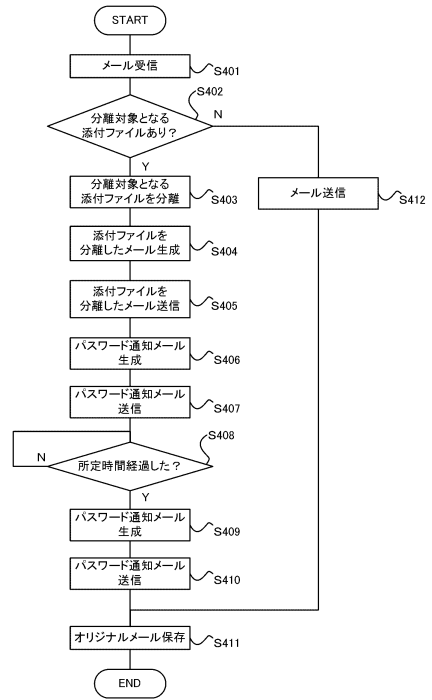 START
メール受信
S401
S402
分離対象となる
添付ファイルあり？
N
Y
分離対象となる
添付ファイルを分離
S403
メール送信
S412
添付ファイルを
分離したメール生成
S404
添付ファイルを
分離したメール送信
S405
パスワード通知メール
生成
S406
パスワード通知メール
送信
S407
S408
所定時間経過した？
N
Y
パスワード通知メール
生成
S409
パスワード通知メール
送信
S410
オリジナルメール保存
S411
END